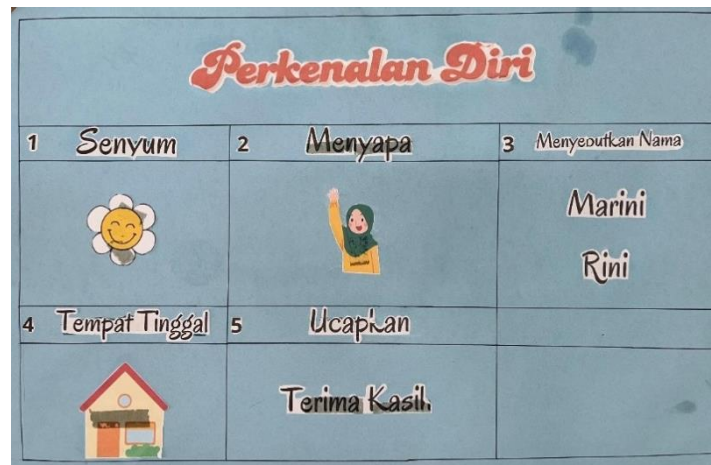 Perkenalan Diri
1 Senyum
2 Menyapa
3 Menyebutkan Nama
Marini
Rini
4 Tempat Tinggal
5 Ucapkan
Terima Kasih